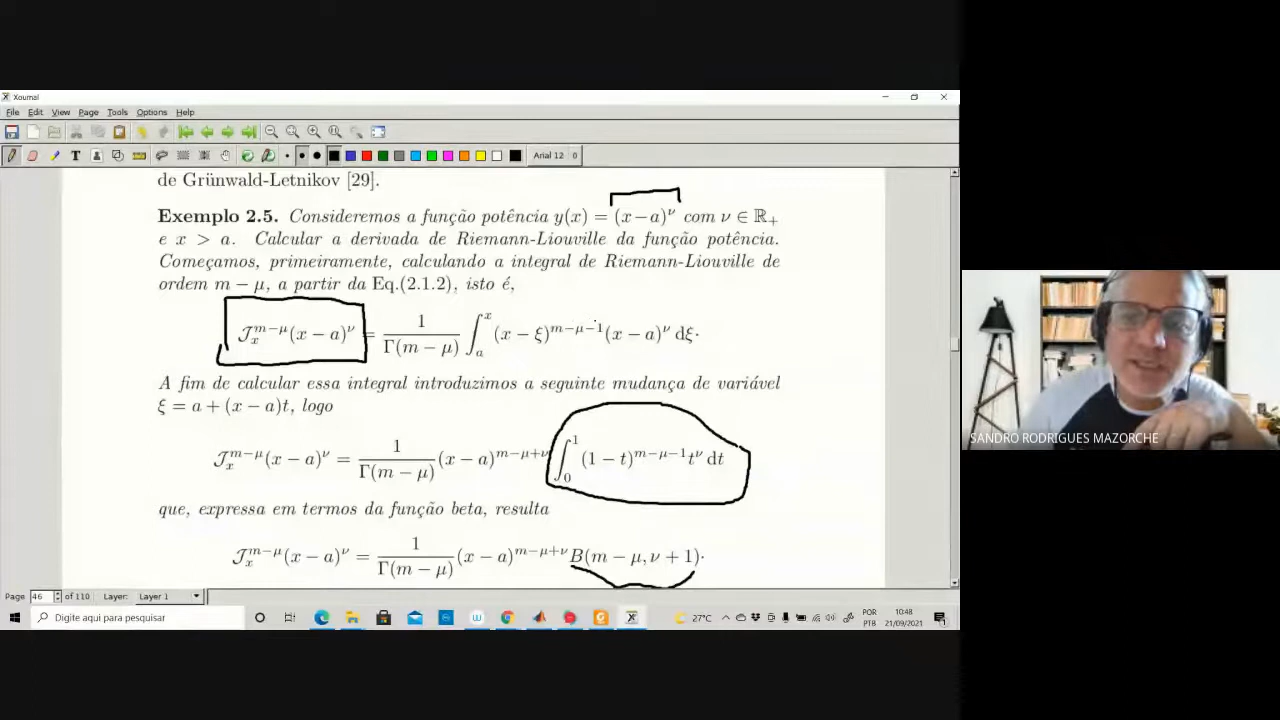 Xournal
File Edit View Page Tools Options Help
Arial 12
de Grünwald-Letnikov [29].
Exemplo 2.5. Consideremos a função potência y(x) = (x−a)^ν com ν ∈ ℝ₊
e x > a. Calcular a derivada de Riemann-Liouville da função potência.
Começamos, primeiramente, calculando a integral de Riemann-Liouville de
ordem m − μ, a partir da Eq.(2.1.2), isto é,
𝒥_x^{m−μ}(x − a)^ν = 1/Γ(m − μ) ∫_a^x (x − ξ)^{m−μ−1}(x − a)^ν dξ·
A fim de calcular essa integral introduzimos a seguinte mudança de variável
ξ = a + (x − a)t, logo
𝒥_x^{m−μ}(x − a)^ν = 1/Γ(m − μ) (x − a)^{m−μ+ν} ∫_0^1 (1 − t)^{m−μ−1} t^ν dt
que, expressa em termos da função beta, resulta
𝒥_x^{m−μ}(x − a)^ν = 1/Γ(m − μ) (x − a)^{m−μ+ν} B(m − μ, ν + 1)·
SANDRO RODRIGUES MAZORCHE
Page 46 of 110 Layer: Layer 1
Digite aqui para pesquisar
27°C
POR
PTB
10:48
21/09/2021